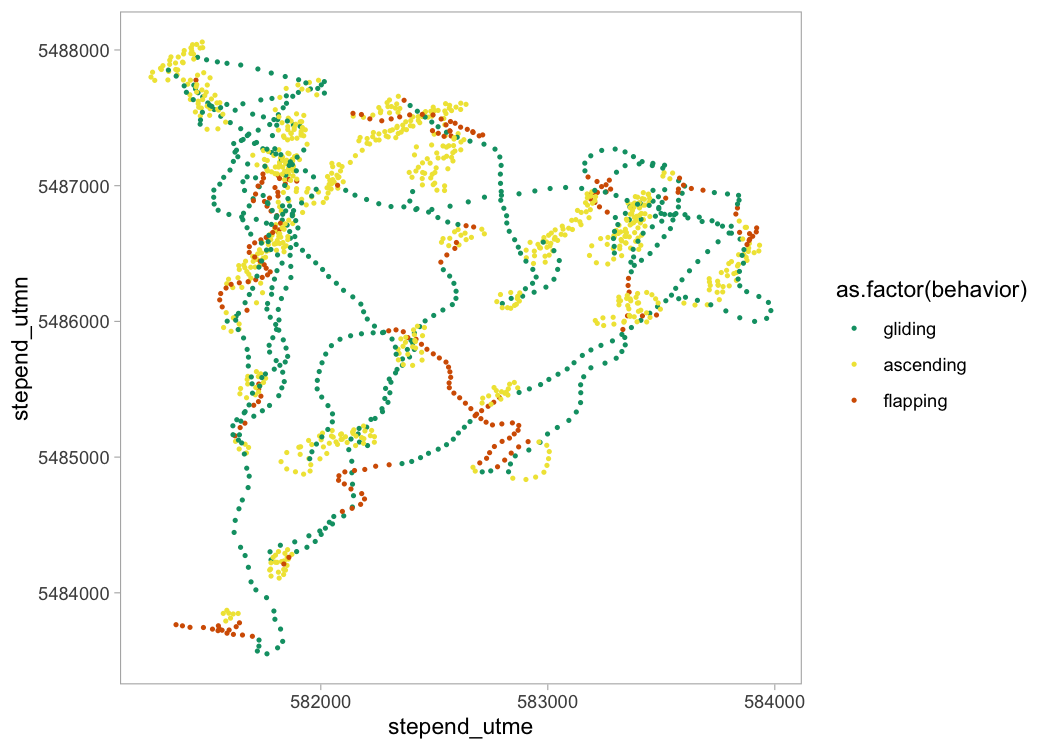 5488000
5487000
5486000
5485000
5484000
stepend_utmn
582000
583000
584000
stepend_utme
as.factor(behavior)
gliding
ascending
flapping